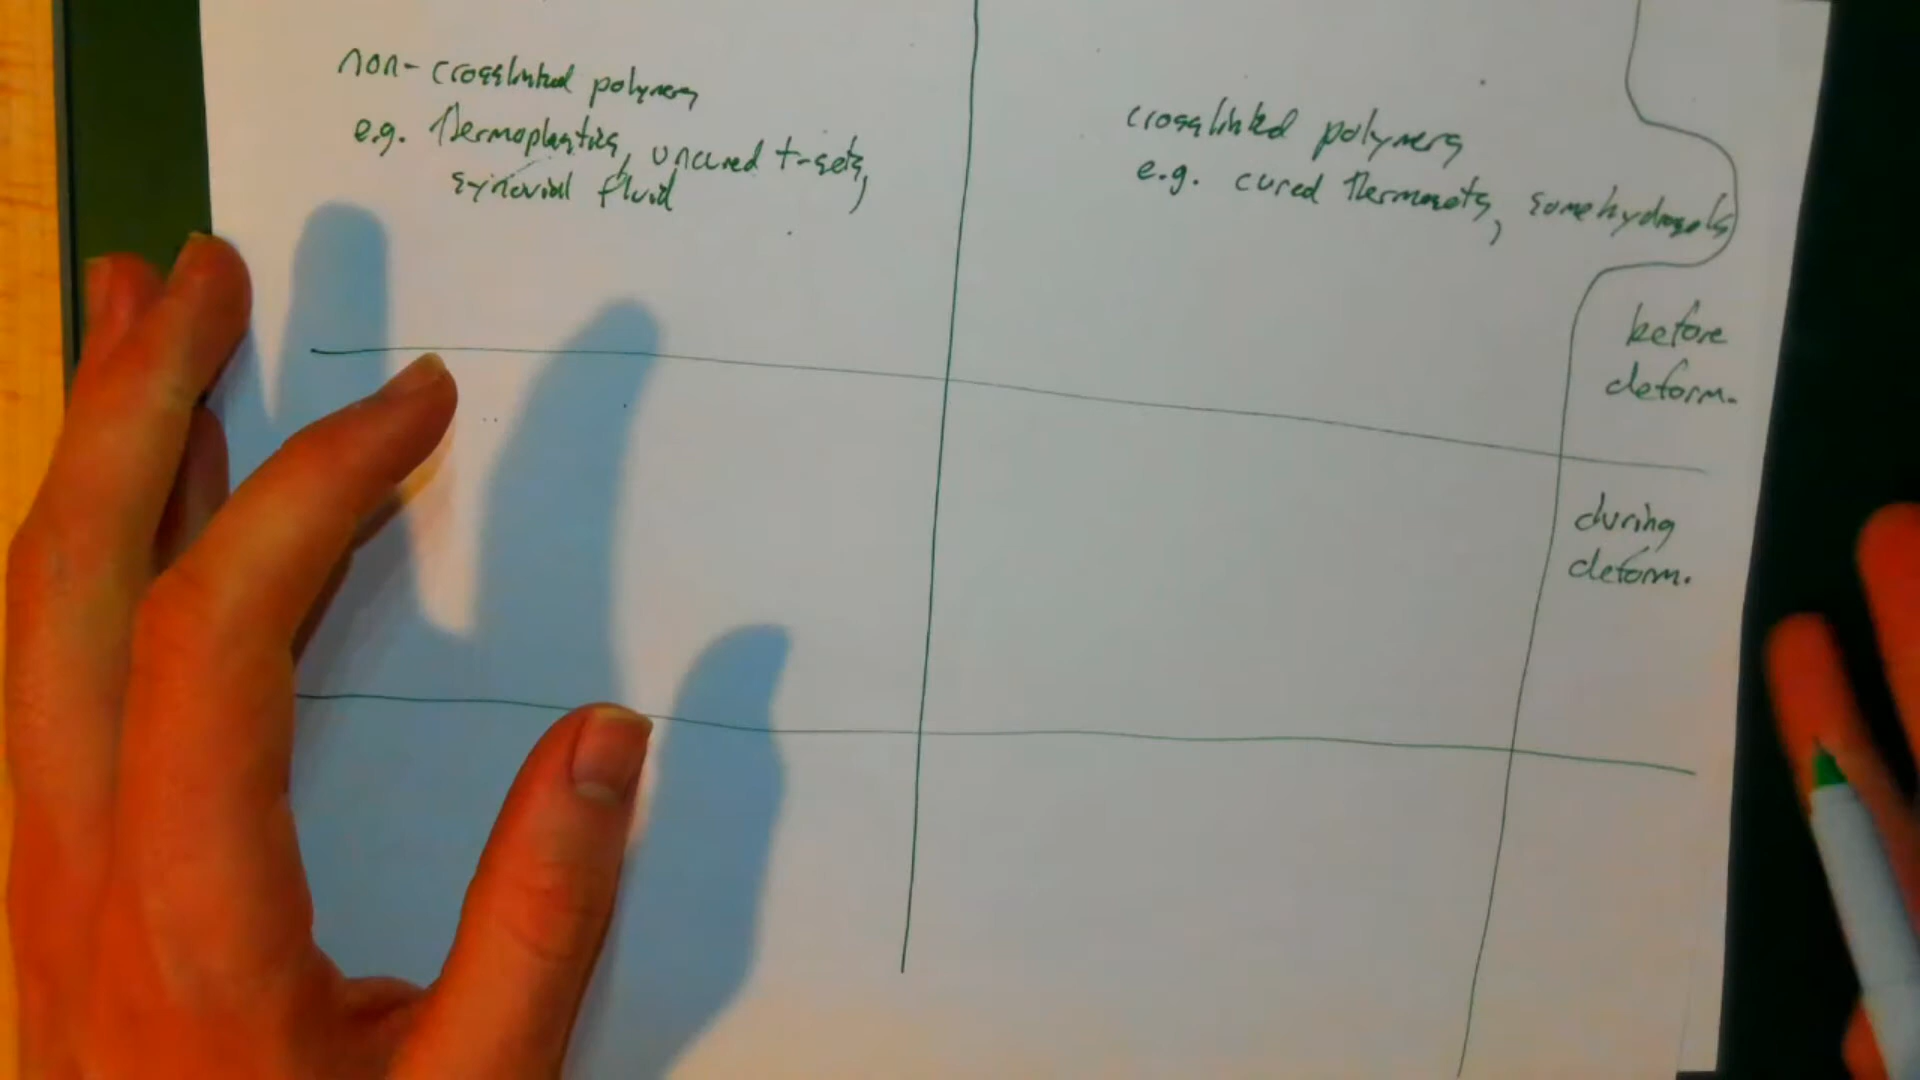 non-crosslinked polymers
e.g. thermoplastics, uncured t-sets,
synovial fluid
crosslinked polymers
e.g. cured thermosets, some hydrogels
before
deform.
during
deform.